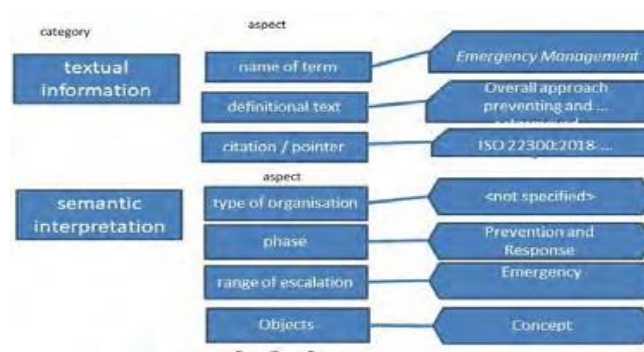 category
aspect
textual
information
name of term
Emergency Management
definitional text
Overall approach
preventing and ...
citation / pointer
ISO 22300:2018 ...
aspect
semantic
interpretation
type of organisation
<not specified>
phase
Prevention and
Response
range of escalation
Emergency
Objects
Concept